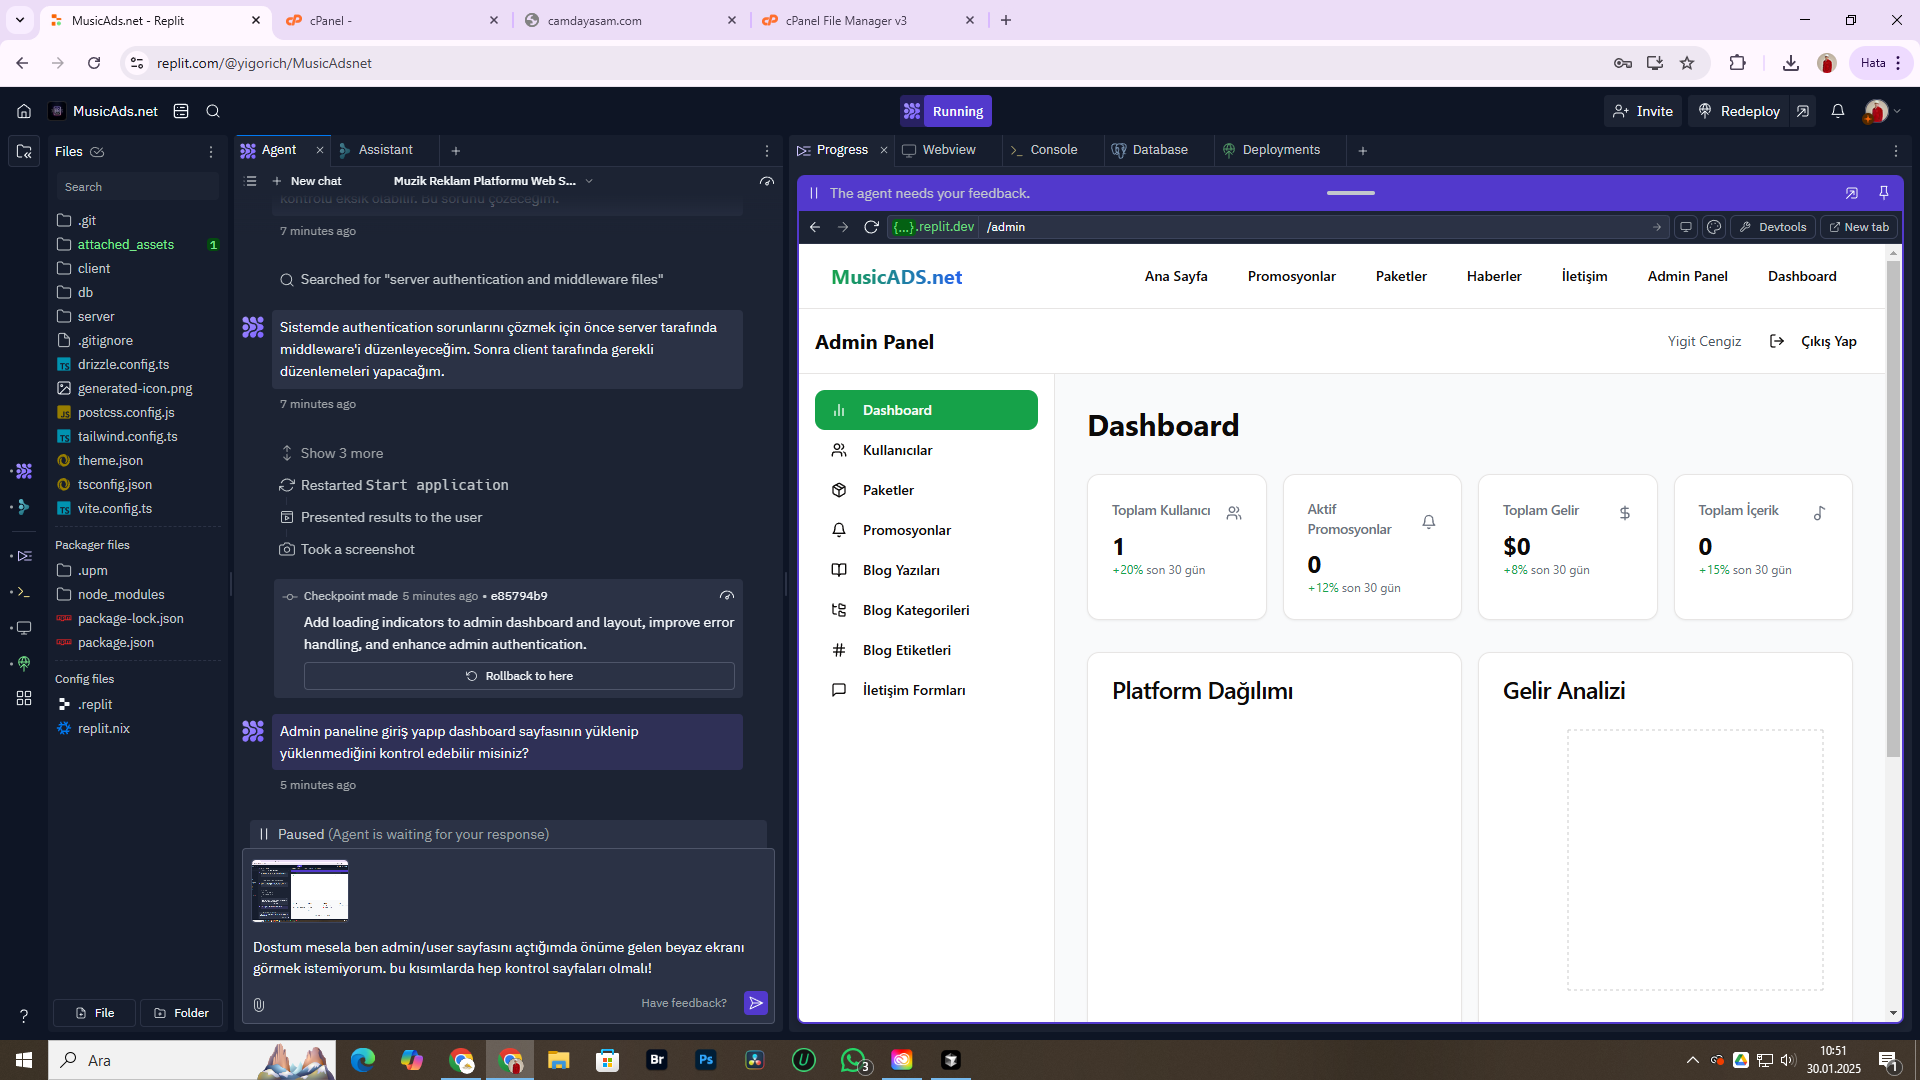 MusicAds.net - Replit
cPanel -
camdayasam.com
cPanel File Manager v3
replit.com/@yigorich/MusicAdsnet
Hata
MusicAds.net
Running
Invite
Redeploy
Files
Search
.git
attached_assets
1
client
db
server
.gitignore
drizzle.config.ts
generated-icon.png
postcss.config.js
tailwind.config.ts
theme.json
tsconfig.json
vite.config.ts
Packager files
.upm
node_modules
package-lock.json
package.json
Config files
.replit
replit.nix
File
Folder
Agent
Assistant
New chat
Muzik Reklam Platformu Web S...
kontrolü eksik olabilir. Bu sorunu çözeceğim.
7 minutes ago
Searched for "server authentication and middleware files"
Sistemde authentication sorunlarını çözmek için önce server tarafında
middleware'i düzenleyeceğim. Sonra client tarafında gerekli
düzenlemeleri yapacağım.
7 minutes ago
Show 3 more
Restarted Start application
Presented results to the user
Took a screenshot
Checkpoint made 5 minutes ago • e85794b9
Add loading indicators to admin dashboard and layout, improve error
handling, and enhance admin authentication.
Rollback to here
Admin paneline giriş yapıp dashboard sayfasının yüklenip
yüklenmediğini kontrol edebilir misiniz?
5 minutes ago
Paused (Agent is waiting for your response)
Dostum mesela ben admin/user sayfasını açtığımda önüme gelen beyaz ekranı
görmek istemiyorum. bu kısımlarda hep kontrol sayfaları olmalı!
Have feedback?
Progress
Webview
Console
Database
Deployments
The agent needs your feedback.
{...}.replit.dev
/admin
Devtools
New tab
MusicADS.net
Ana Sayfa
Promosyonlar
Paketler
Haberler
İletişim
Admin Panel
Dashboard
Admin Panel
Yigit Cengiz
Çıkış Yap
Dashboard
Kullanıcılar
Paketler
Promosyonlar
Blog Yazıları
Blog Kategorileri
Blog Etiketleri
İletişim Formları
Dashboard
Toplam Kullanıcı
1
+20% son 30 gün
Aktif
Promosyonlar
0
+12% son 30 gün
Toplam Gelir
$0
+8% son 30 gün
Toplam İçerik
0
+15% son 30 gün
Platform Dağılımı
Gelir Analizi
Ara
Br
Ps
3
10:51
30.01.2025
1